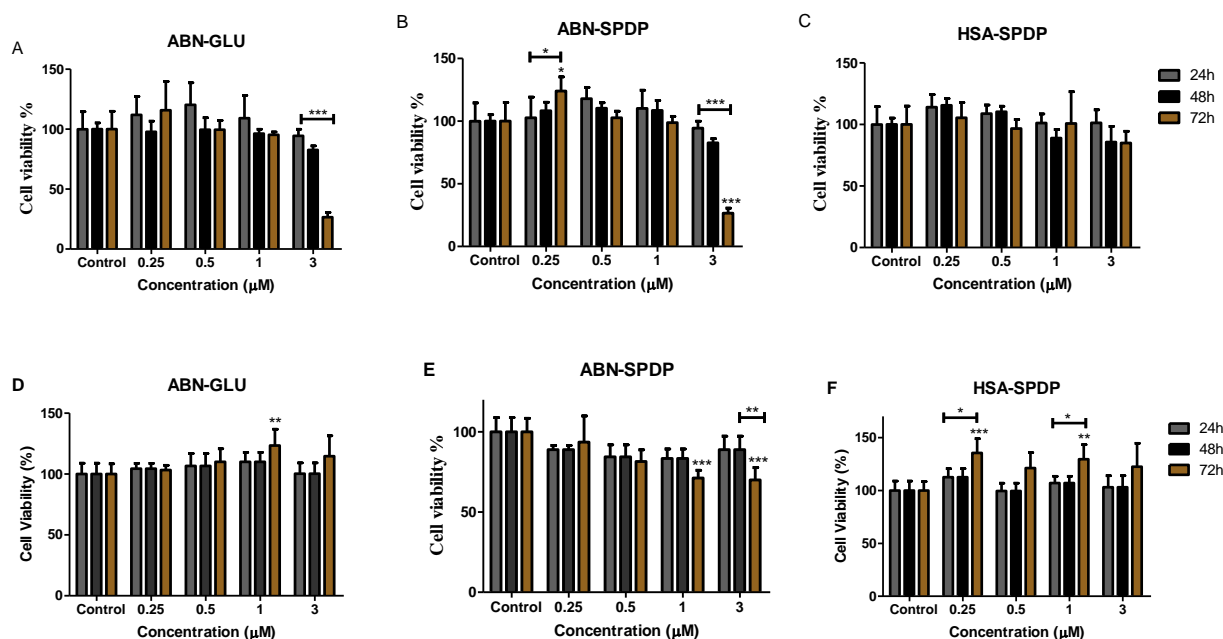 A
ABN-GLU
Cell viability %
150
100
50
0
***
Control 0.25 0.5 1 3
Concentration (µM)
B
ABN-SPDP
Cell viability %
150
100
50
0
*
*
***
***
Control 0.25 0.5 1 3
Concentration (µM)
C
HSA-SPDP
Cell viability %
150
100
50
0
Control 0.25 0.5 1 3
Concentration (µM)
24h
48h
72h
D
ABN-GLU
Cell Viability (%)
150
100
50
0
**
Control 0.25 0.5 1 3
Concentration (µM)
E
ABN-SPDP
Cell viability %
100
50
0
***
**
***
Control 0.25 0.5 1 3
Concentration (µM)
F
HSA-SPDP
Cell Viability (%)
150
100
50
0
*
***
*
**
Control 0.25 0.5 1 3
Concentration (µM)
24h
48h
72h